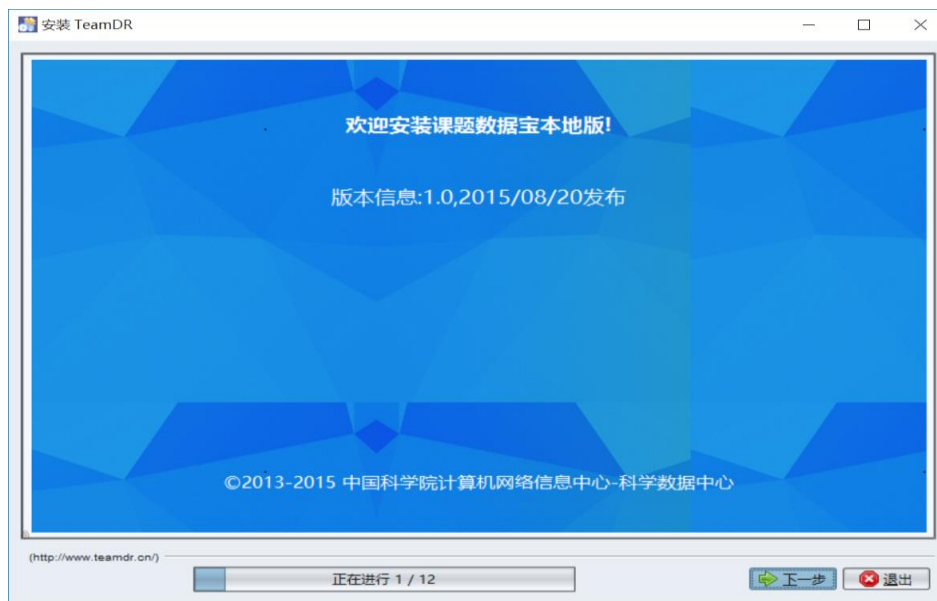 安装 TeamDR
欢迎安装课题数据宝本地版!
版本信息:1.0,2015/08/20发布
©2013-2015 中国科学院计算机网络信息中心-科学数据中心
(http://www.teamdr.cn/)
正在进行 1 / 12
下一步
退出